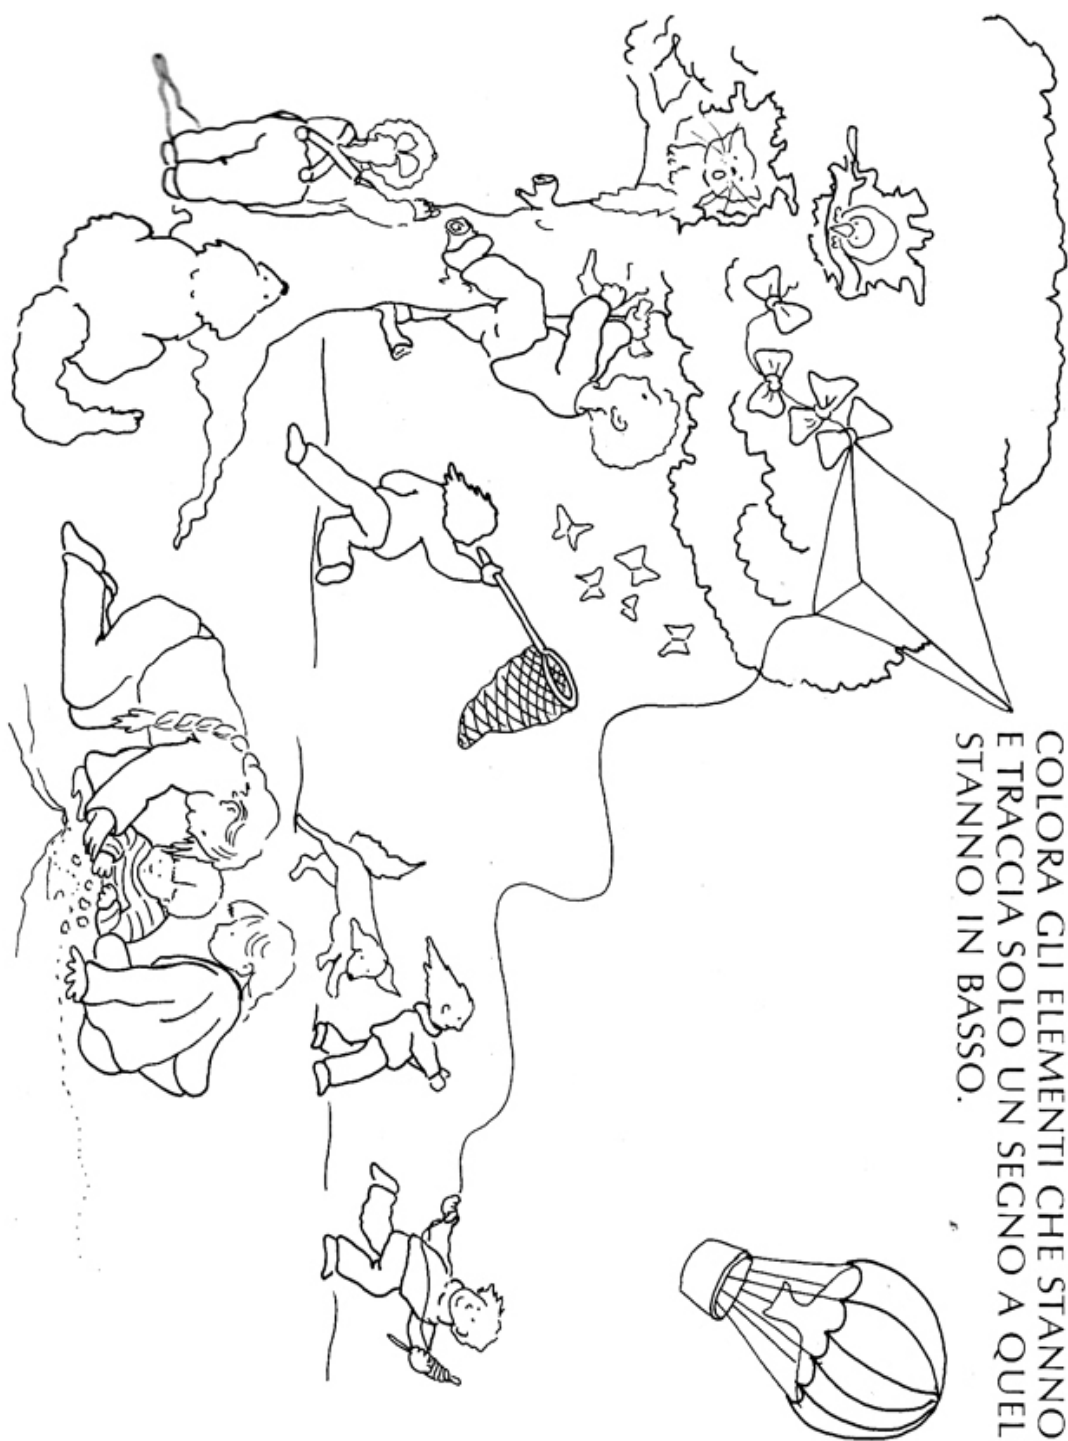 COLORA GLI ELEMENTI CHE STANNO
E TRACCIA SOLO UN SEGNO A QUEL
STANNO IN BASSO.